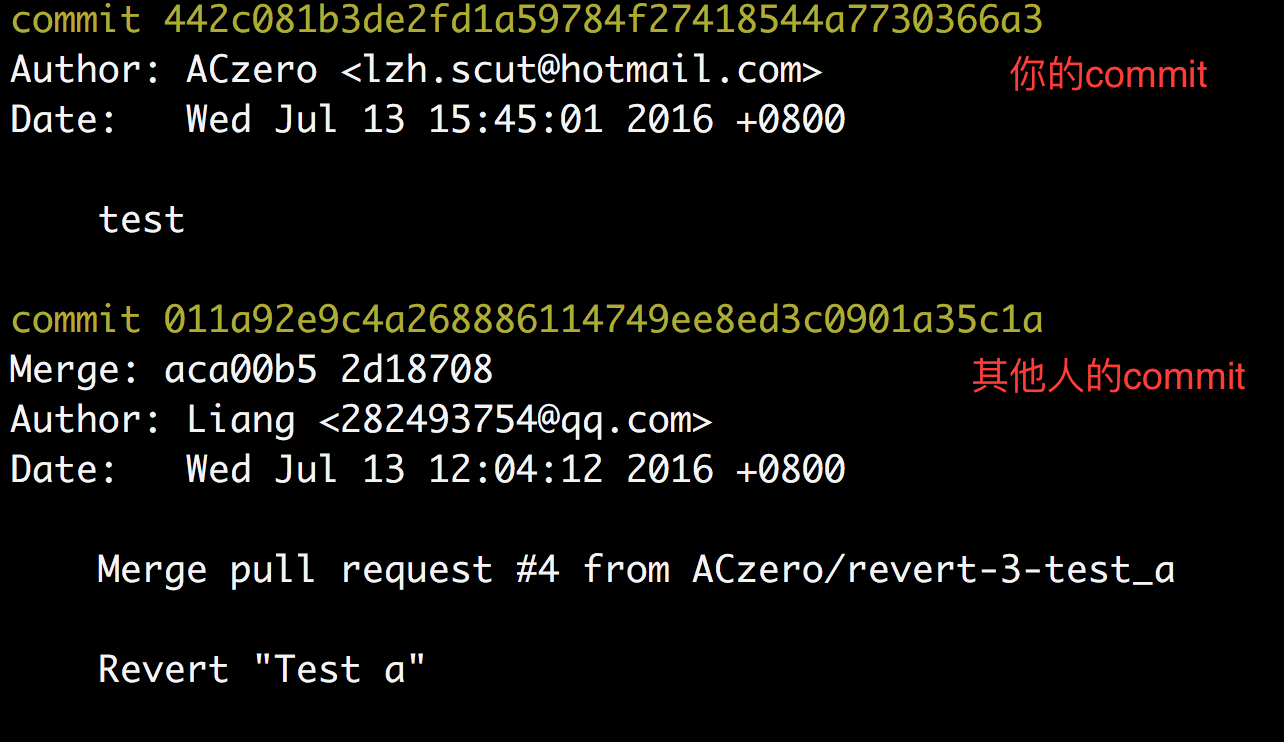 commit 442c081b3de2fd1a59784f27418544a7730366a3
Author: ACzero <lzh.scut@hotmail.com>
你的commit
Date:   Wed Jul 13 15:45:01 2016 +0800
test
commit 011a92e9c4a268886114749ee8ed3c0901a35c1a
Merge: aca00b5 2d18708
其他人的commit
Author: Liang <282493754@qq.com>
Date:   Wed Jul 13 12:04:12 2016 +0800
Merge pull request #4 from ACzero/revert-3-test_a
Revert "Test a"